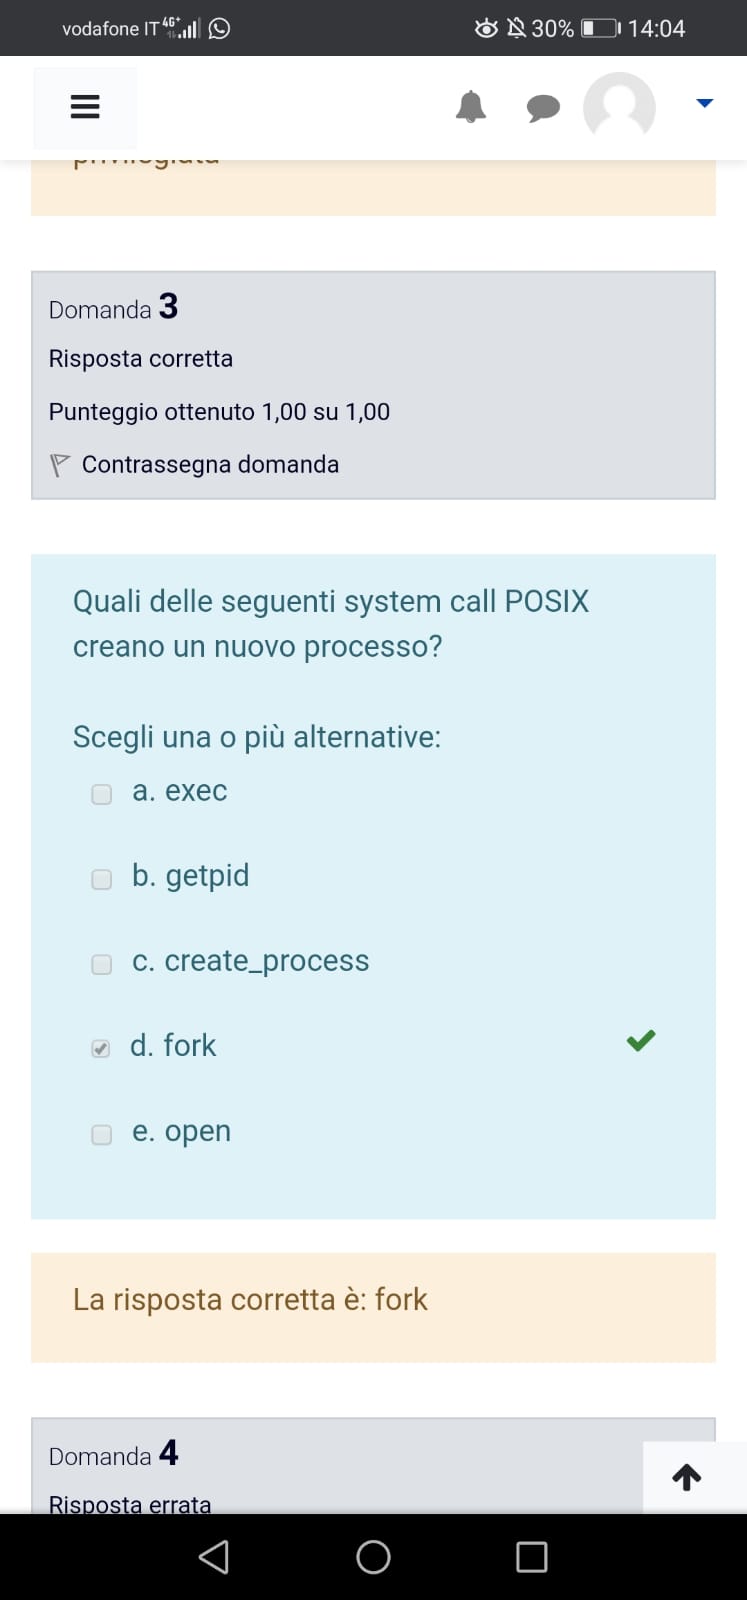 vodafone IT 4G+ 30% 14:04
Domanda 3
Risposta corretta
Punteggio ottenuto 1,00 su 1,00
Contrassegna domanda
Quali delle seguenti system call POSIX
creano un nuovo processo?
Scegli una o più alternative:
a. exec
b. getpid
c. create_process
d. fork
e. open
La risposta corretta è: fork
Domanda 4
Risposta errata